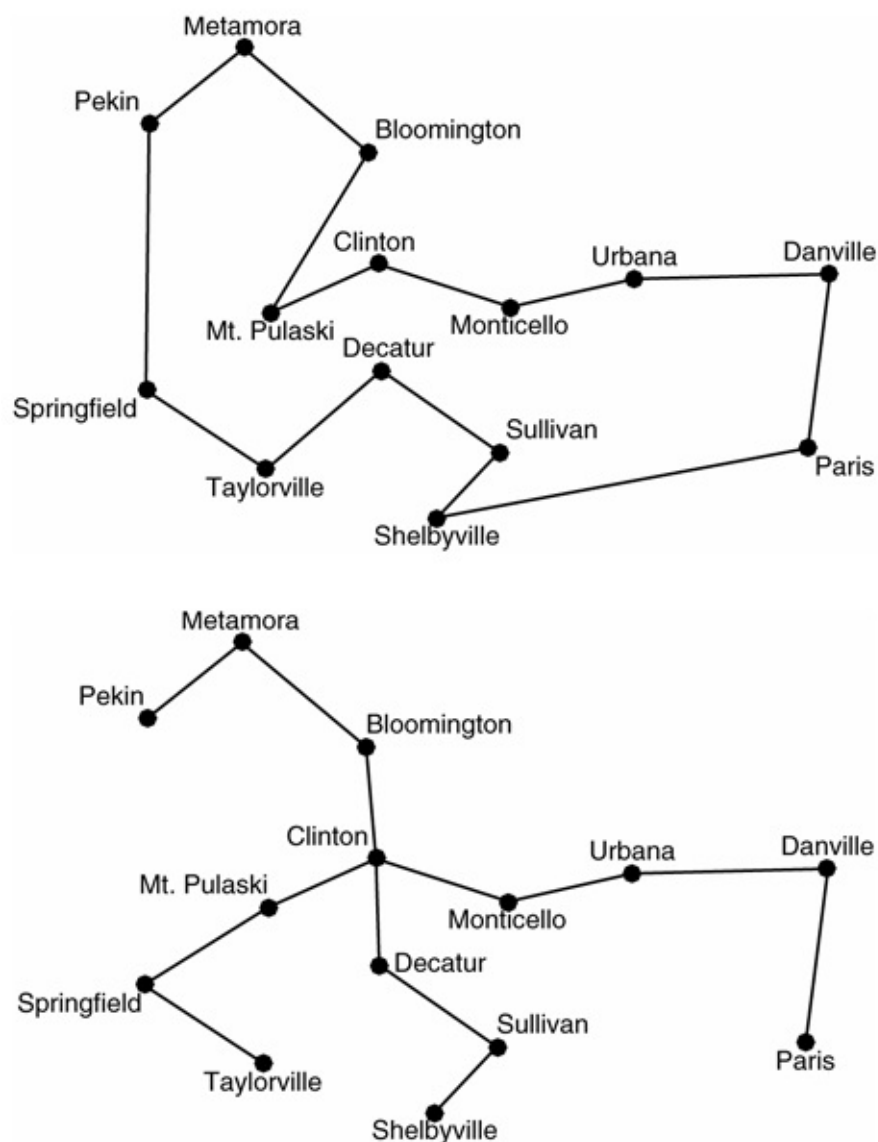 Metamora
Pekin
Bloomington
Clinton
Urbana
Danville
Mt. Pulaski
Monticello
Decatur
Springfield
Sullivan
Paris
Taylorville
Shelbyville
Metamora
Pekin
Bloomington
Clinton
Urbana
Danville
Mt. Pulaski
Monticello
Decatur
Springfield
Sullivan
Paris
Taylorville
Shelbyville